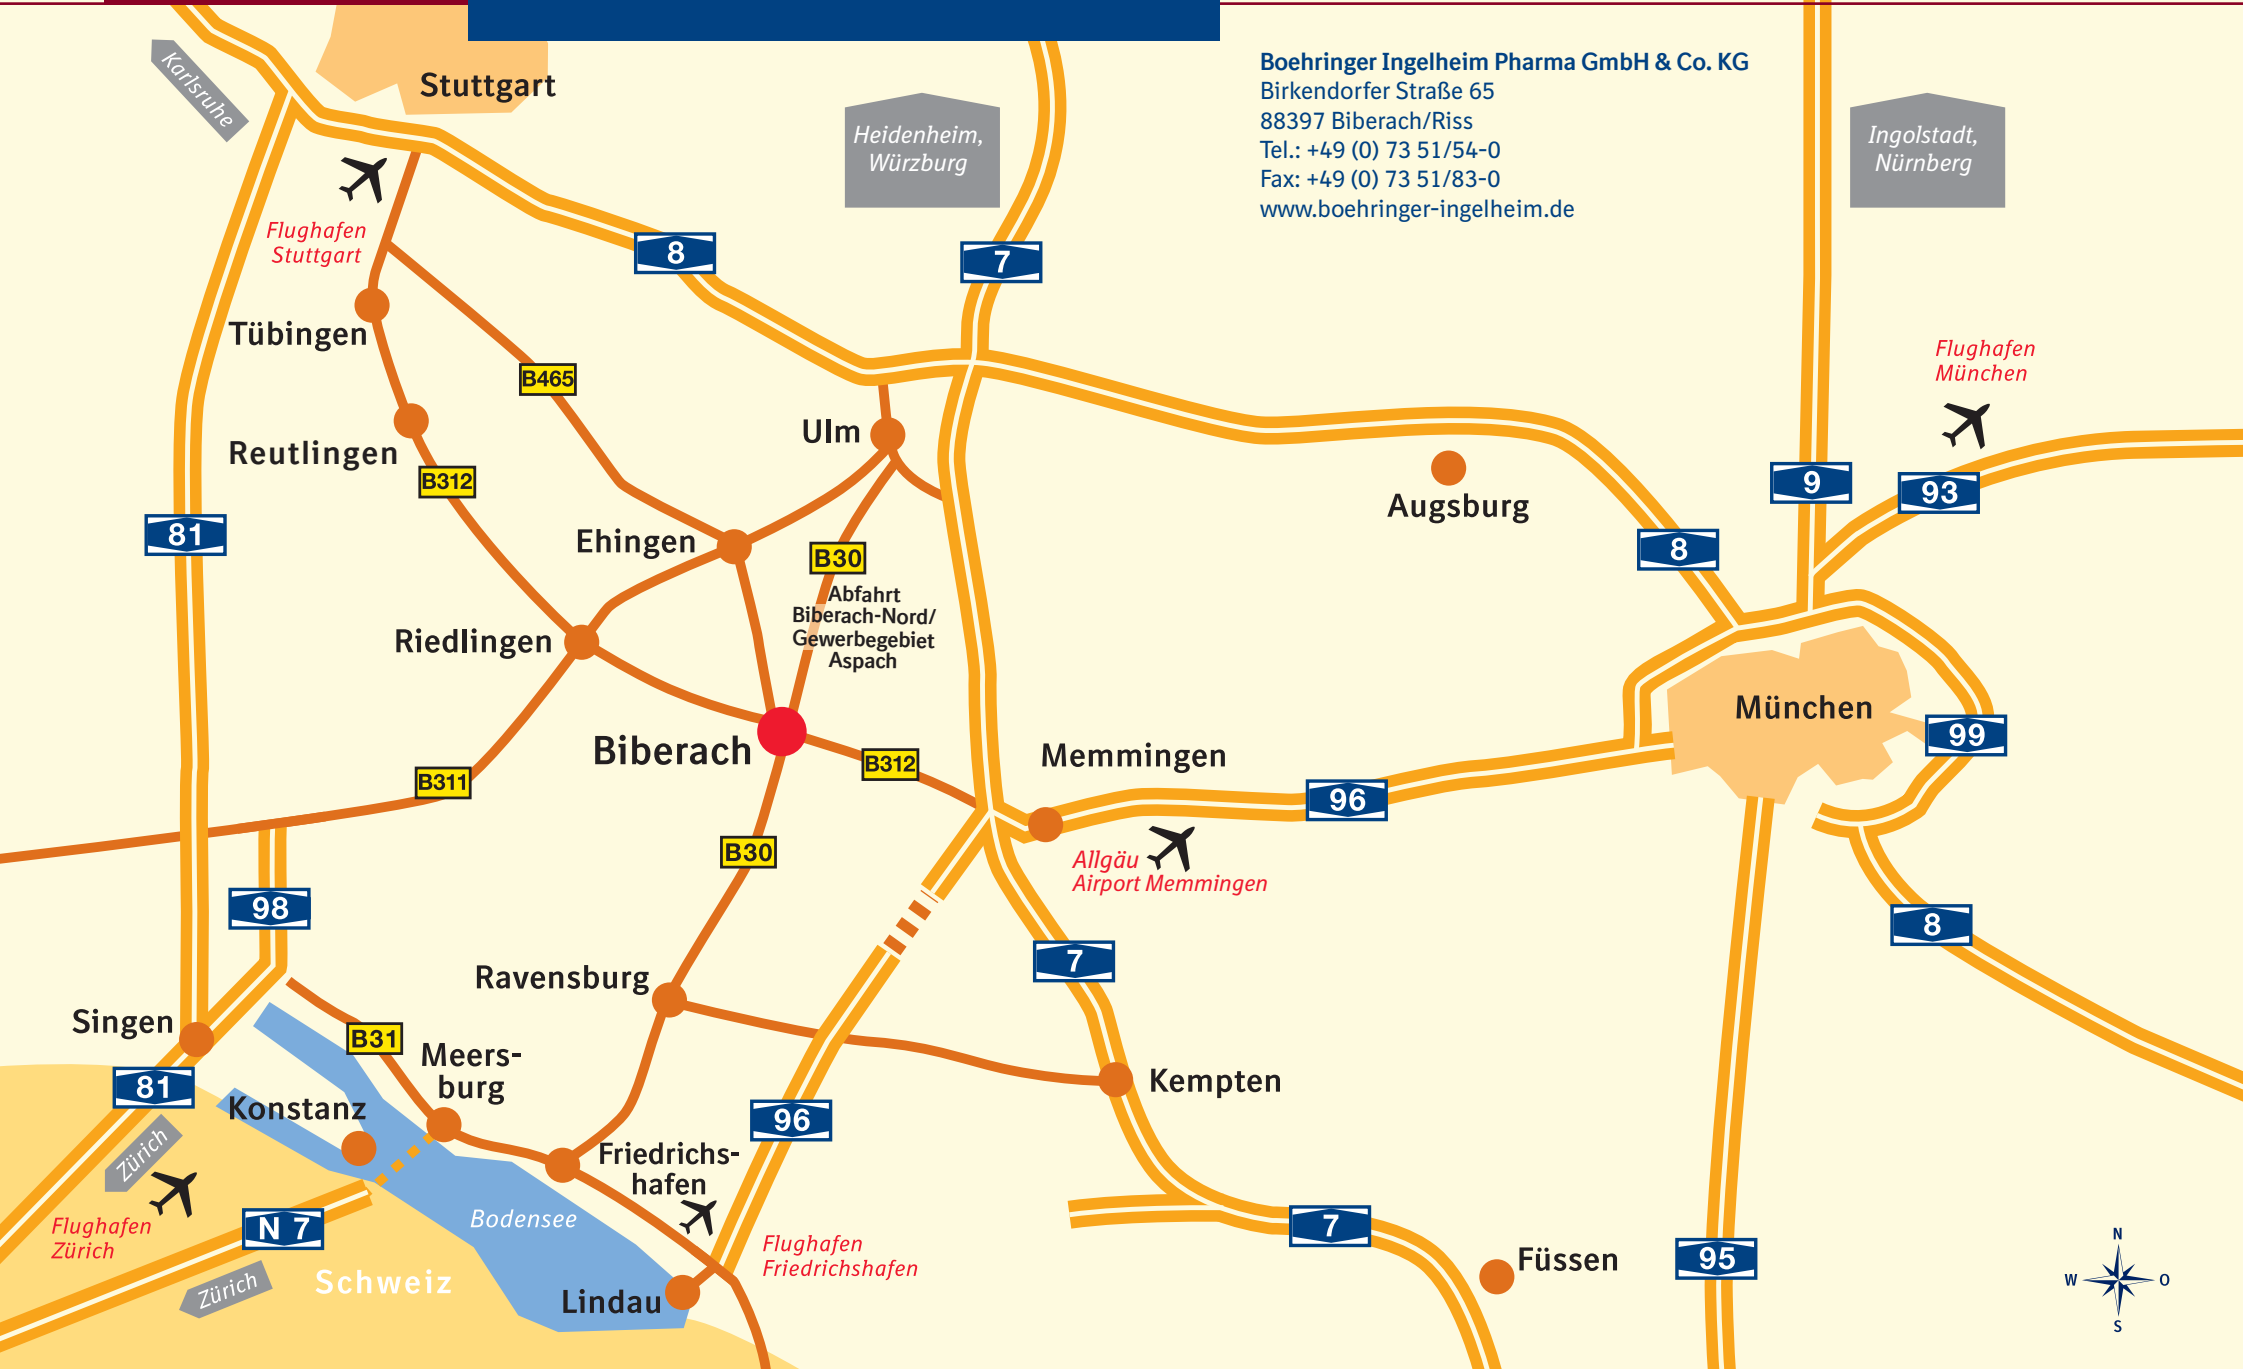 Boehringer Ingelheim Pharma GmbH & Co. KG
Birkendorfer Straße 65
88397 Biberach/Riss
Tel.: +49 (0) 73 51/54-0
Fax: +49 (0) 73 51/83-0
www.boehringer-ingelheim.de
Karlsruhe
Stuttgart
Heidenheim,
Würzburg
Ingolstadt,
Nürnberg
Flughafen
Stuttgart
8
7
Tübingen
Flughafen
München
B465
Ulm
Reutlingen
B312
Augsburg
9
93
81
Ehingen
B30
8
Abfahrt
Biberach-Nord/
Gewerbegebiet
Aspach
Riedlingen
München
99
Biberach
B312
Memmingen
B311
96
B30
Allgäu
Airport Memmingen
98
8
7
Ravensburg
Singen
B31
Meers-
burg
81
Kempten
Konstanz
96
Zürich
Friedrichs-
hafen
Flughafen
Zürich
N 7
Bodensee
7
Flughafen
Friedrichshafen
Füssen
95
Zürich
Schweiz
Lindau
N
W
O
S